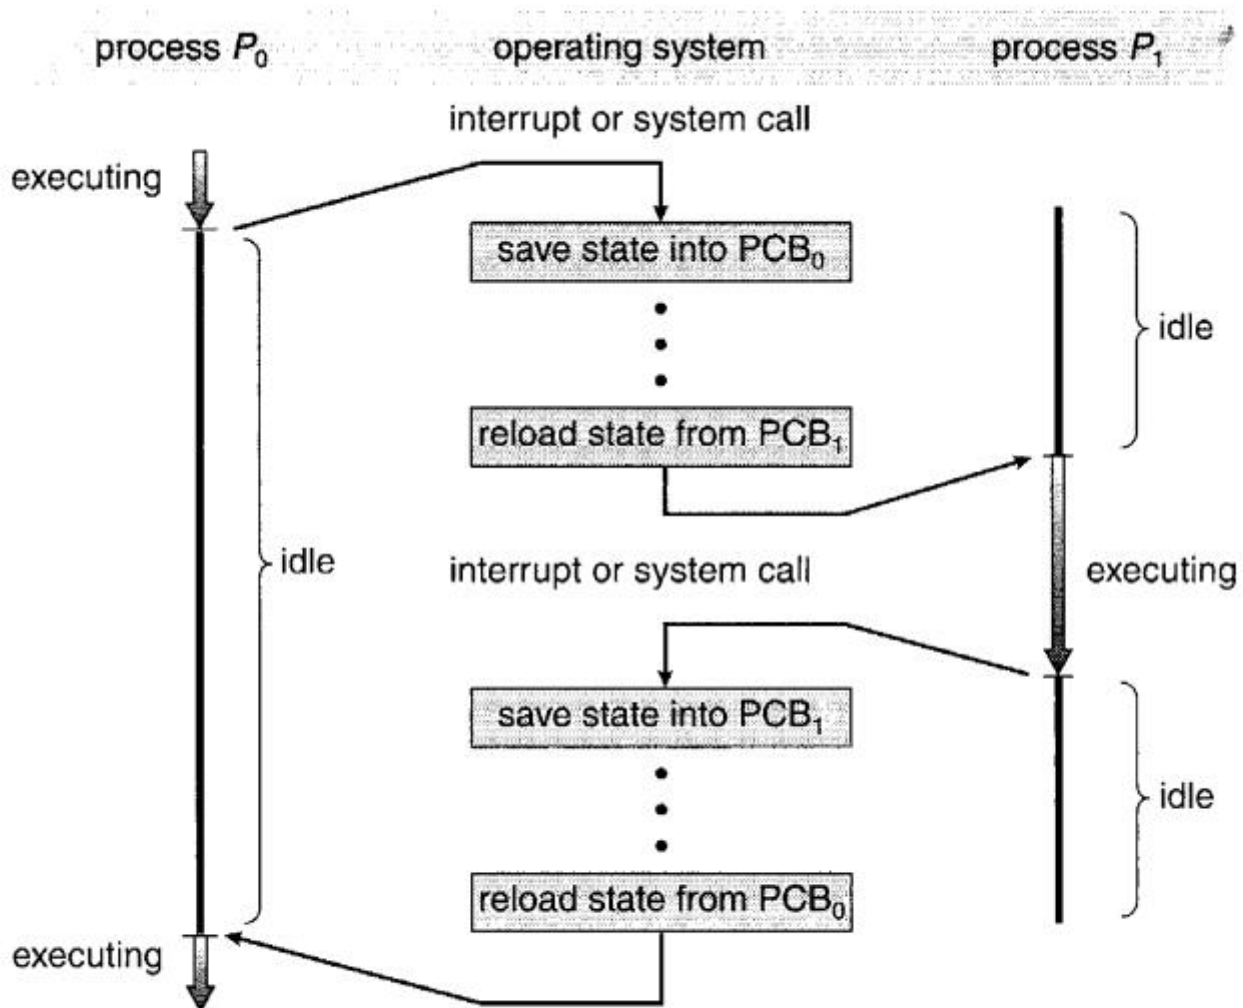 process P₀ operating system process P₁
interrupt or system call
executing
save state into PCB₀
idle
reload state from PCB₁
idle
interrupt or system call
executing
save state into PCB₁
idle
reload state from PCB₀
executing